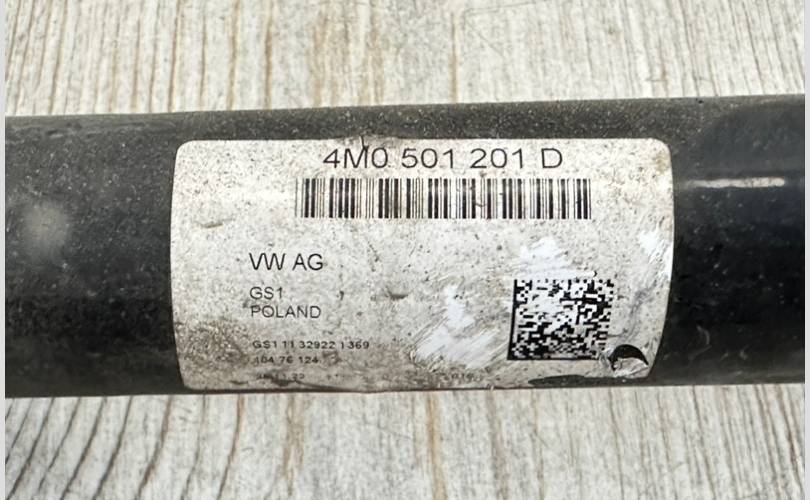 4M0 501 201 D
VW AG
GS1
POLAND
GS1 11 32922 1369
104 76 124